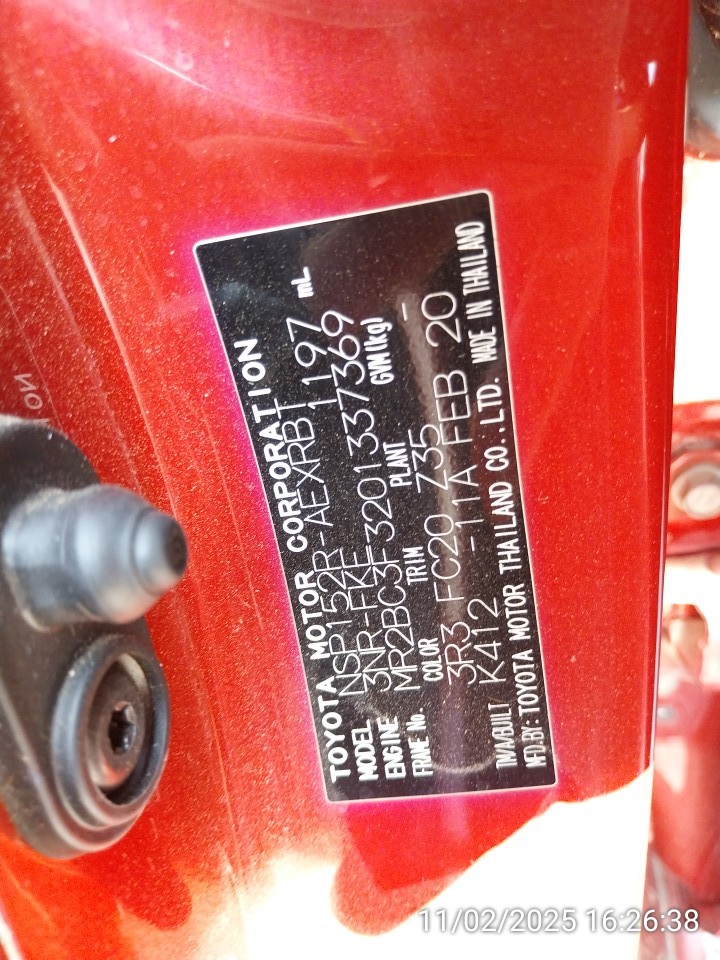 TOYOTA MOTOR CORPORATION
MODEL NSP152R-AEXRBT
ENGINE 3NR-FKE 1197 mL
FRAME No. MR2BC3F3201337369
COLOR TRIM PLANT GVM(kg)
3R3 FC20 Z35 -
K412 -11A FEB 20
TMA/BUILT
MFD.BY: TOYOTA MOTOR THAILAND CO.,LTD. MADE IN THAILAND
11/02/2025 16:26:38